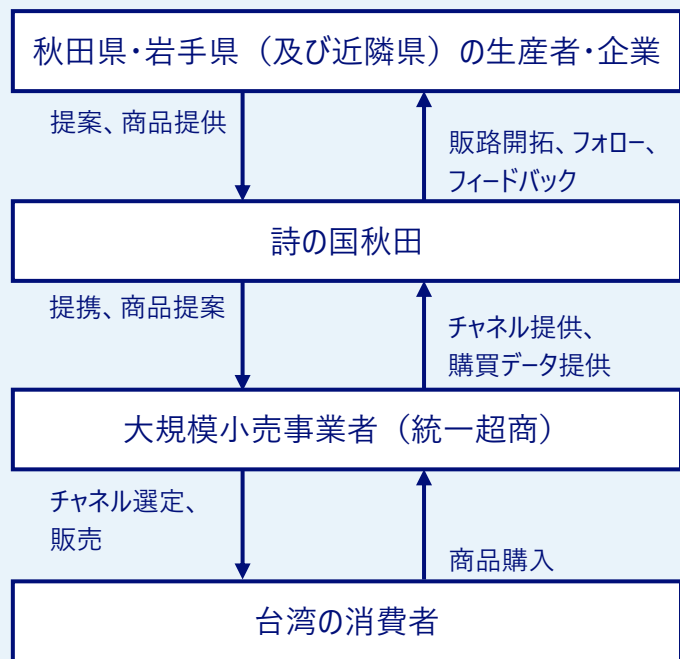 秋田県・岩手県（及び近隣県）の生産者・企業
提案、商品提供
販路開拓、フォロー、
フィードバック
詩の国秋田
提携、商品提案
チャネル提供、
購買データ提供
大規模小売事業者（統一超商）
チャネル選定、
販売
商品購入
台湾の消費者